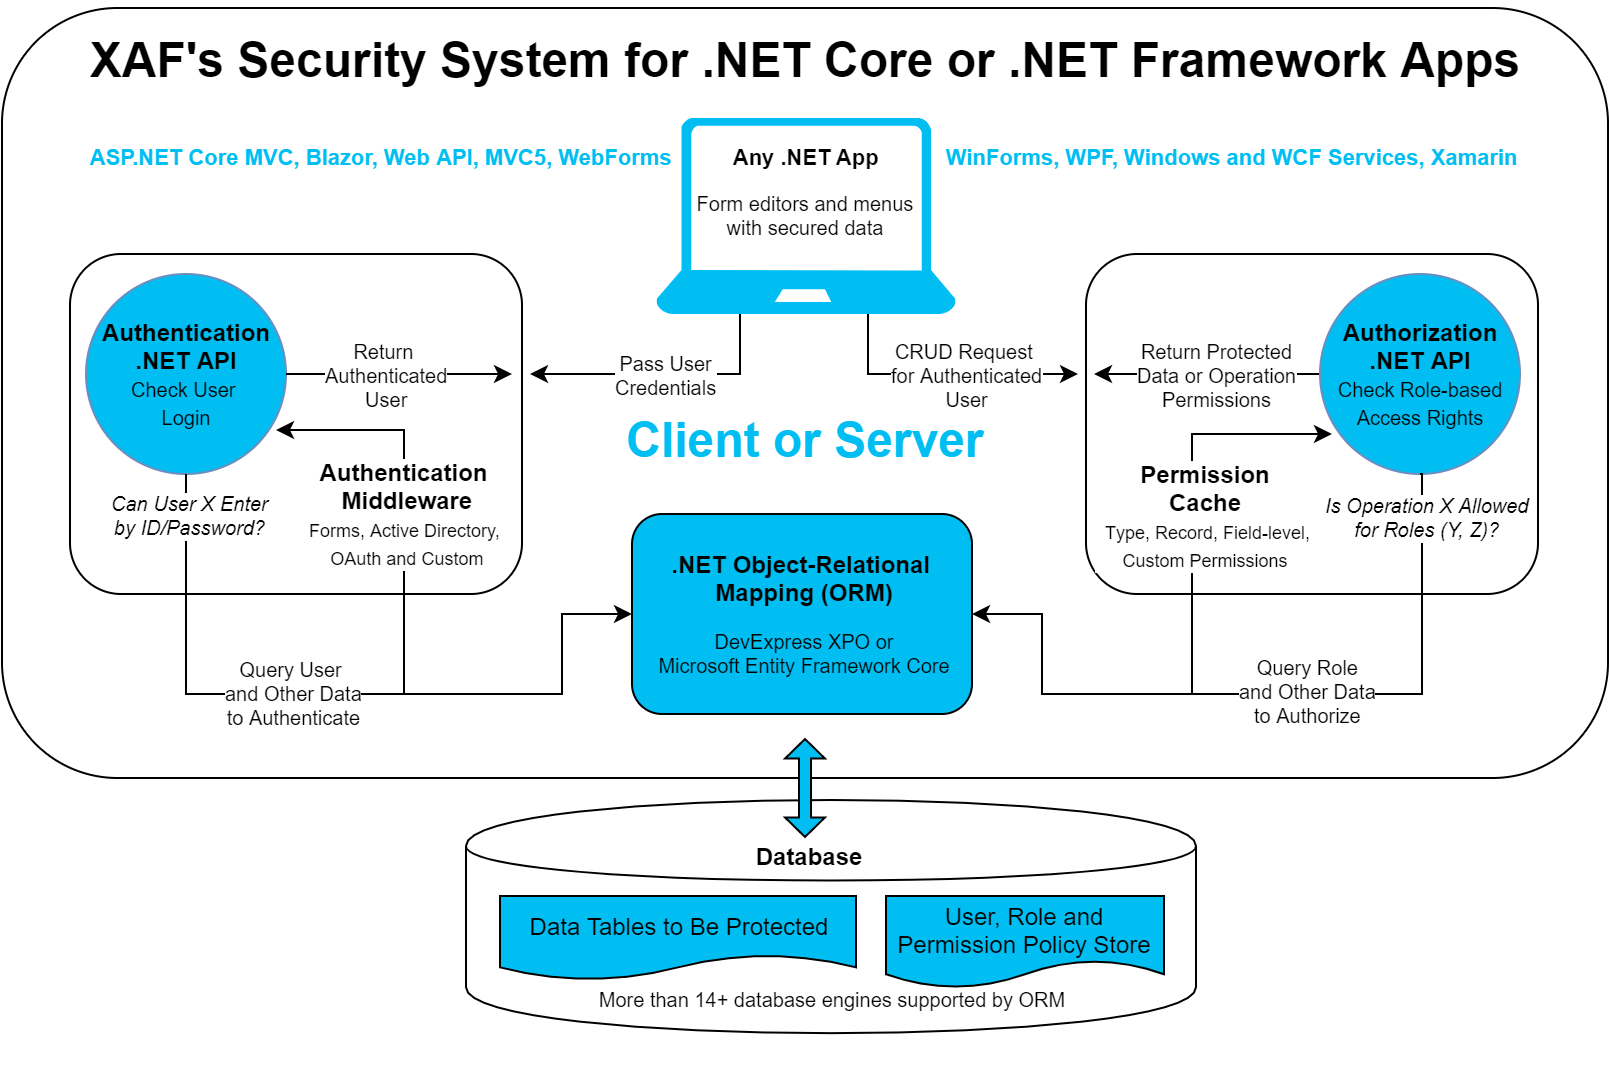 XAF's Security System for .NET Core or .NET Framework Apps
ASP.NET Core MVC, Blazor, Web API, MVC5, WebForms
Any .NET App
Form editors and menus
with secured data
WinForms, WPF, Windows and WCF Services, Xamarin
Authentication
.NET API
Check User
Login
Return
Authenticated
User
Pass User
Credentials
CRUD Request
for Authenticated
User
Return Protected
Data or Operation
Permissions
Authorization
.NET API
Check Role-based
Access Rights
Client or Server
Can User X Enter
by ID/Password?
Authentication
Middleware
Forms, Active Directory,
OAuth and Custom
Permission
Cache
Type, Record, Field-level,
Custom Permissions
Is Operation X Allowed
for Roles (Y, Z)?
.NET Object-Relational
Mapping (ORM)
DevExpress XPO or
Microsoft Entity Framework Core
Query User
and Other Data
to Authenticate
Query Role
and Other Data
to Authorize
Database
Data Tables to Be Protected
User, Role and
Permission Policy Store
More than 14+ database engines supported by ORM